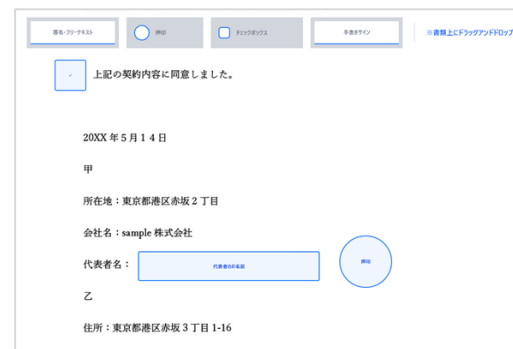 署名・フリーテキスト 押印 チェックボックス 手書きサイン ※書類上にドラッグアンドドロップ
上記の契約内容に同意しました。
20XX 年 5 月 1 4 日
甲
所在地：東京都港区赤坂 2 丁目
会社名：sample 株式会社
代表者名： 代表者のお名前 押印
乙
住所：東京都港区赤坂 3 丁目 1-16